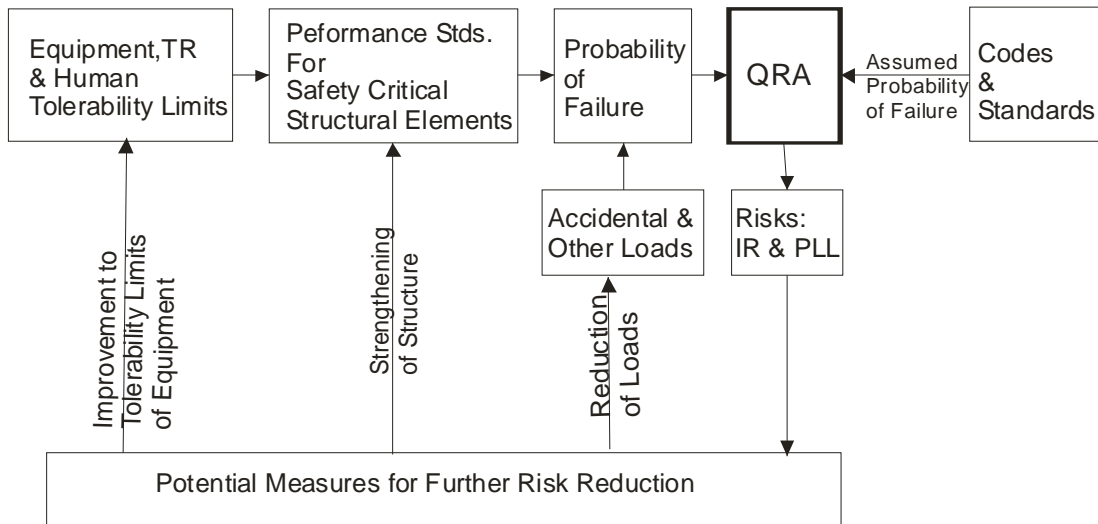 Equipment,TR
& Human
Tolerability Limits
Peformance Stds.
For
Safety Critical
Structural Elements
Probability
of
Failure
QRA
Assumed
Probability
of Failure
Codes
&
Standards
Accidental &
Other Loads
Risks:
IR & PLL
Improvement to
Tolerability Limits
of Equipment
Strengthening
of Structure
Reduction
of Loads
Potential Measures for Further Risk Reduction